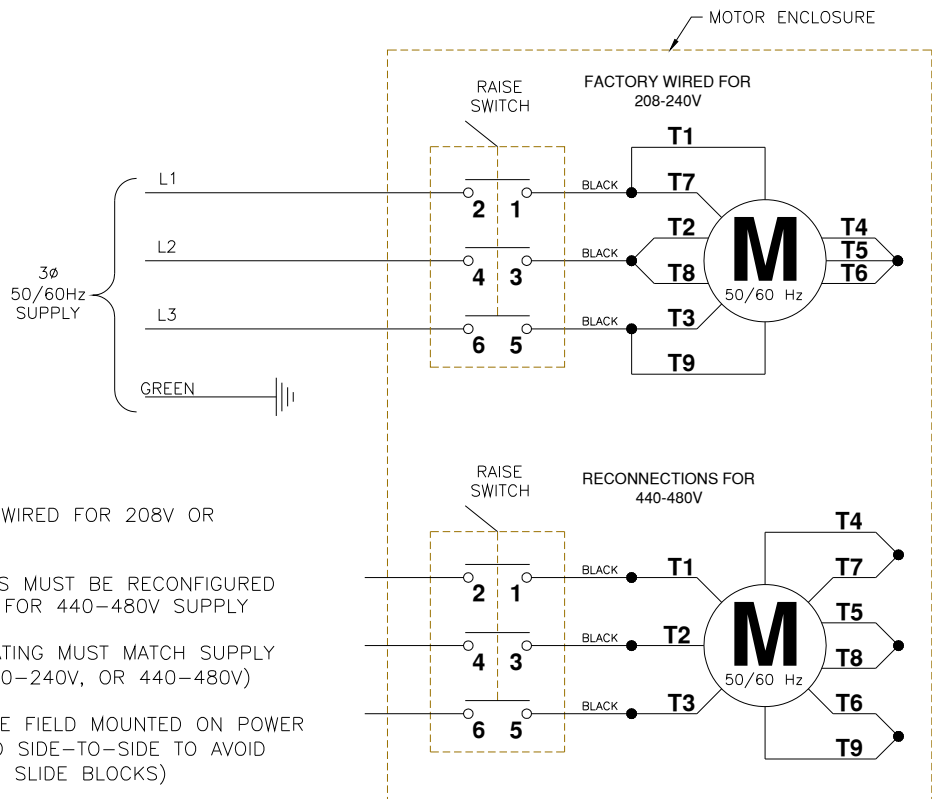 MOTOR ENCLOSURE
RAISE
SWITCH
FACTORY WIRED FOR
208-240V
T1
L1
BLACK
T7
2 1
T2
T4
L2
BLACK
M
T5
4 3
T8
T6
3ø
50/60Hz
SUPPLY
50/60 Hz
L3
BLACK
T3
6 5
T9
GREEN
RAISE
SWITCH
RECONNECTIONS FOR
440-480V
WIRED FOR 208V OR
S MUST BE RECONFIGURED
FOR 440-480V SUPPLY
ATING MUST MATCH SUPPLY
0-240V, OR 440-480V)
E FIELD MOUNTED ON POWER
O SIDE-TO-SIDE TO AVOID
SLIDE BLOCKS)
T4
BLACK
T1
T7
2 1
T5
BLACK
T2
M
4 3
T8
50/60 Hz
BLACK
T3
T6
6 5
T9